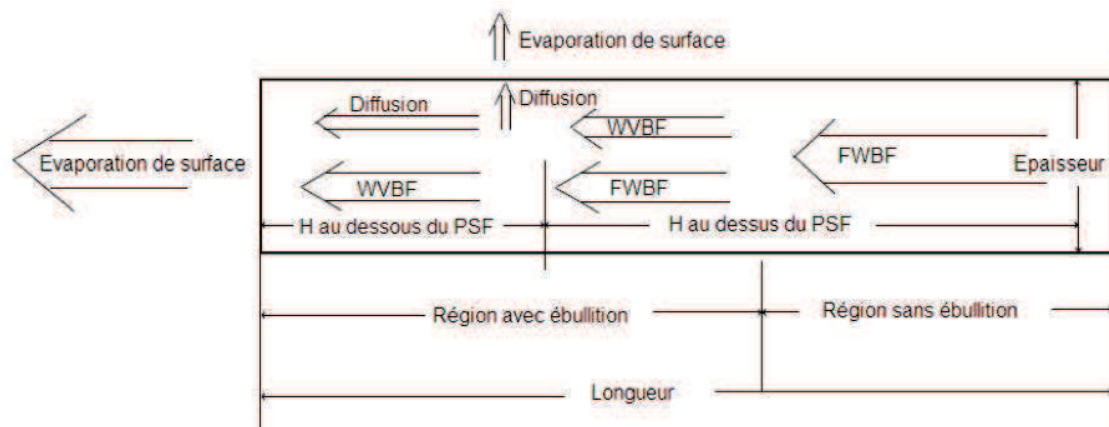 Evaporation de surface
Diffusion
Diffusion
WVBF
FWBF
Evaporation de surface
Epaisseur
WVBF
FWBF
H au dessous du PSF
H au dessus du PSF
Région avec ébullition
Région sans ébullition
Longueur